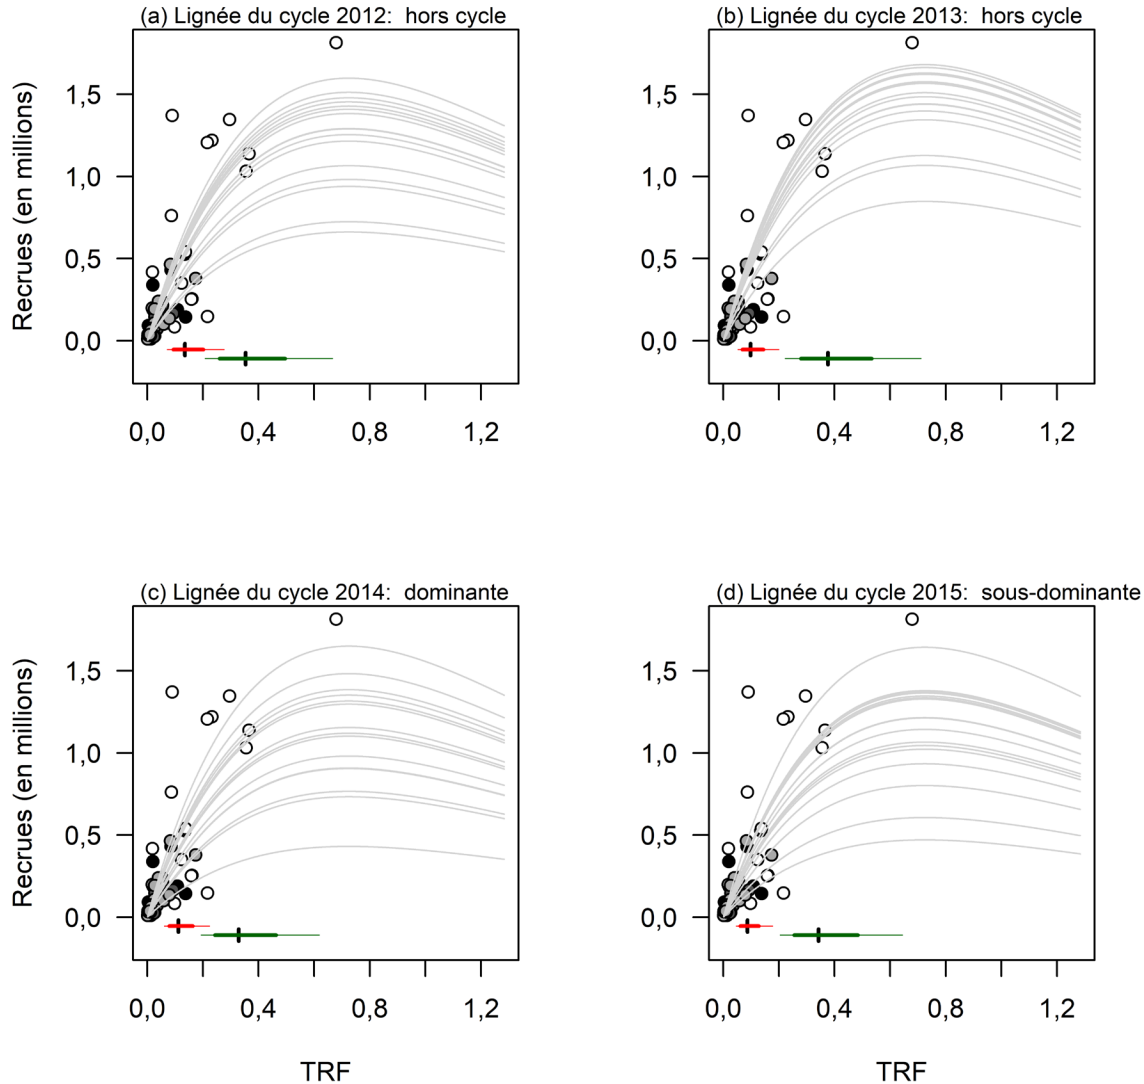 (a) Lignée du cycle 2012:  hors cycle
(b) Lignée du cycle 2013:  hors cycle
Recrues (en millions)
1,5
1,0
0,5
0,0
0,0 0,4 0,8 1,2
1,5
1,0
0,5
0,0
0,0 0,4 0,8 1,2
(c) Lignée du cycle 2014:  dominante
(d) Lignée du cycle 2015:  sous-dominante
Recrues (en millions)
1,5
1,0
0,5
0,0
0,0 0,4 0,8 1,2
TRF
1,5
1,0
0,5
0,0
0,0 0,4 0,8 1,2
TRF